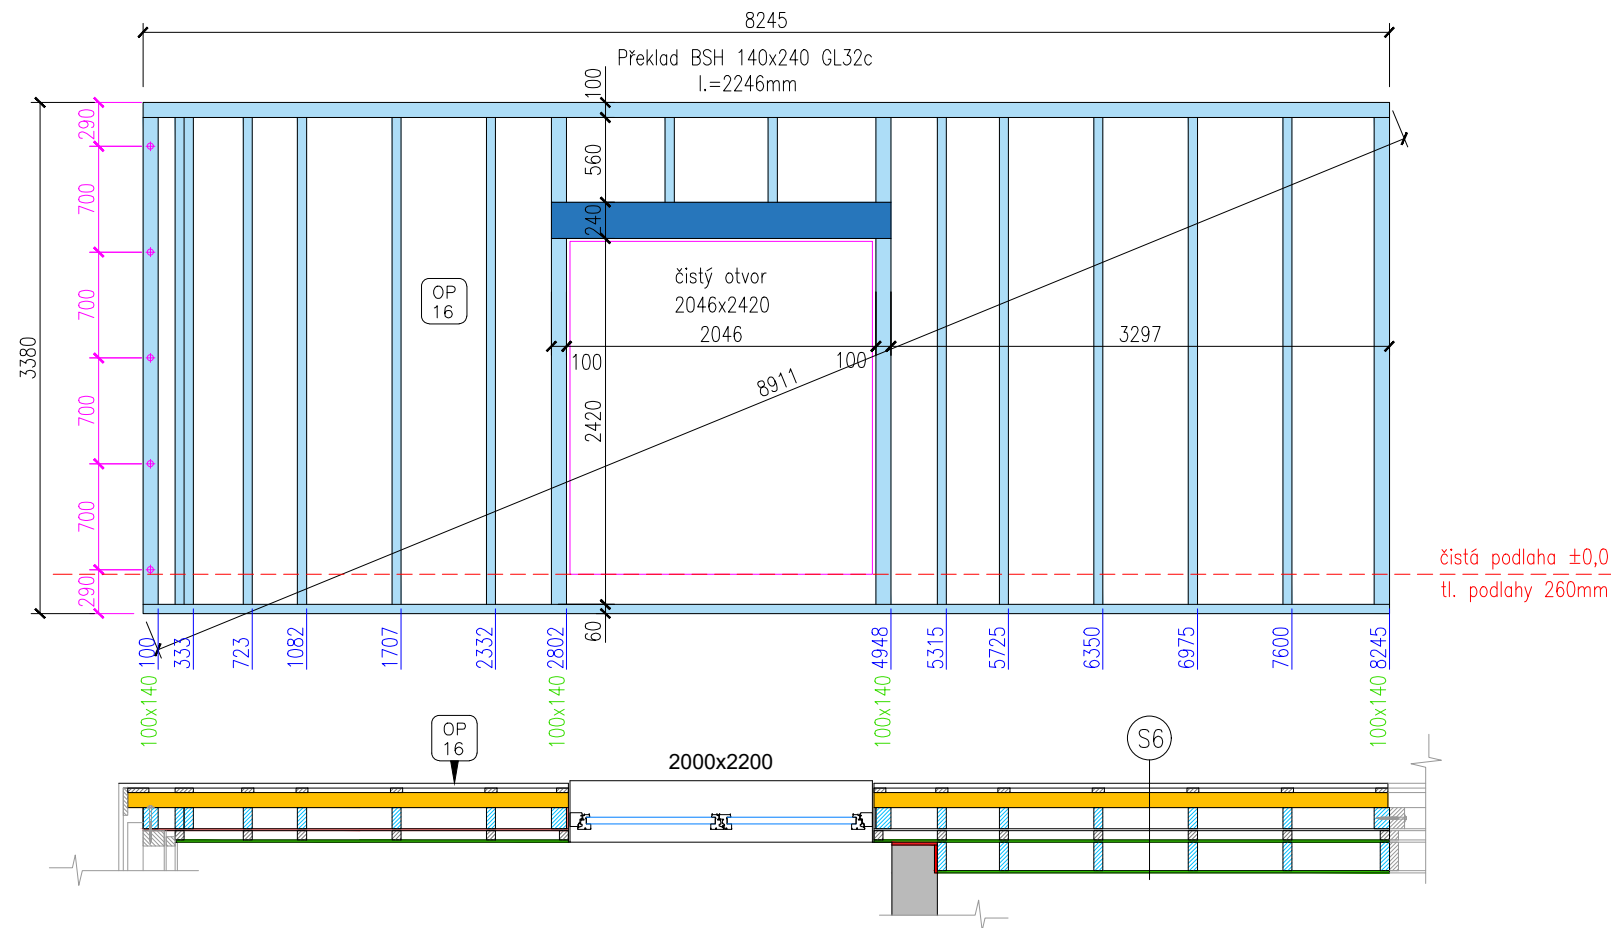 8245
Překlad BSH 140x240 GL32c
l.=2246mm
100
290
560
700
240
čistý otvor
2046x2420
OP
16
700
2046
3297
3380
100
100
8911
700
2420
700
čistá podlaha ±0,0
290
tl. podlahy 260mm
60
100
333
723
1082
1707
2332
2802
4948
5315
5725
6350
6975
7600
8245
100x140
100x140
100x140
100x140
OP
16
2000x2200
S6